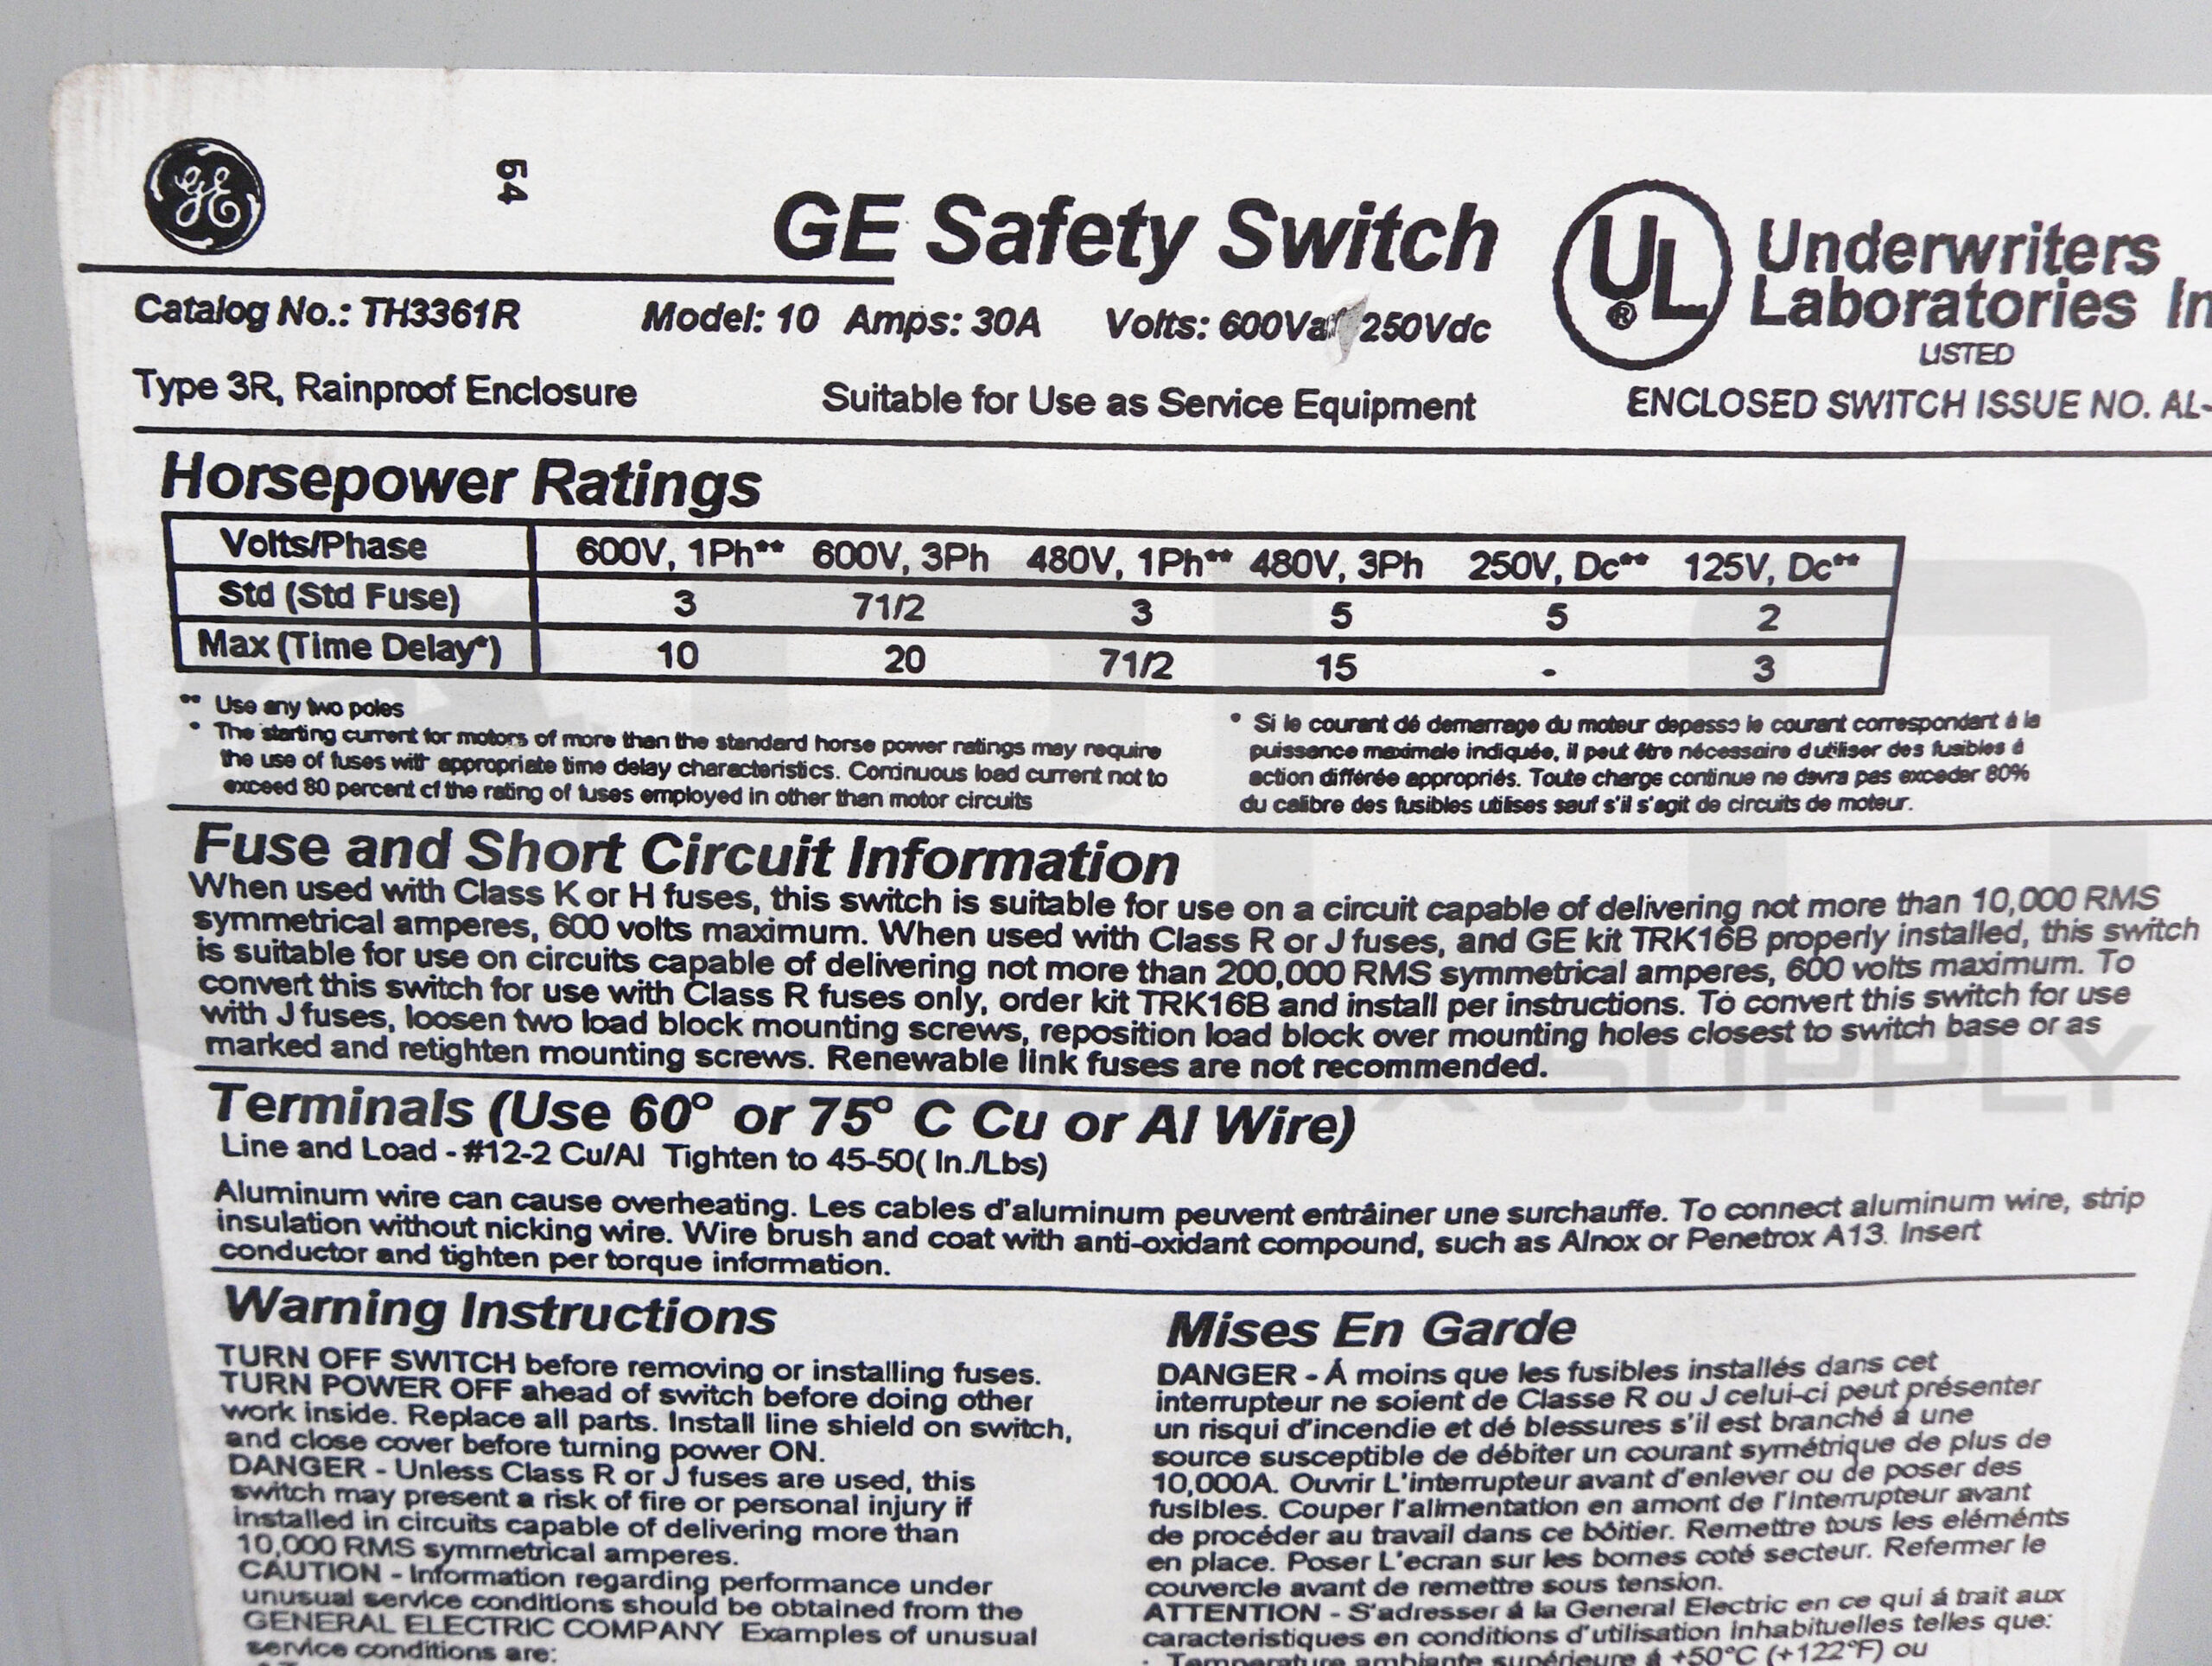 GE
54
GE Safety Switch
UL
®
Underwriters
Laboratories In
LISTED
Catalog No.: TH3361R Model: 10 Amps: 30A Volts: 600Va 250Vdc
Type 3R, Rainproof Enclosure Suitable for Use as Service Equipment ENCLOSED SWITCH ISSUE NO. AL-
Horsepower Ratings
Volts/Phase 600V, 1Ph** 600V, 3Ph 480V, 1Ph** 480V, 3Ph 250V, Dc** 125V, Dc**
Std (Std Fuse) 3 71/2 3 5 5 2
Max (Time Delay*) 10 20 71/2 15 - 3
** Use any two poles
* The starting current for motors of more than the standard horse power ratings may require
the use of fuses with appropriate time delay characteristics. Continuous load current not to
exceed 80 percent of the rating of fuses employed in other than motor circuits
* Si le courant dé demarrage du moteur depasse le courant correspondant á la
puissance maximale indiquée, il peut être nécessaire d utiliser des fusibles á
action différée appropriés. Toute charge continue ne devra pas exceder 80%
du calibre des fusibles utilises sauf s'il s'agit de circuits de moteur.
Fuse and Short Circuit Information
When used with Class K or H fuses, this switch is suitable for use on a circuit capable of delivering not more than 10,000 RMS
symmetrical amperes, 600 volts maximum. When used with Class R or J fuses, and GE kit TRK16B properly installed, this switch
is suitable for use on circuits capable of delivering not more than 200,000 RMS symmetrical amperes, 600 volts maximum. To
convert this switch for use with Class R fuses only, order kit TRK16B and install per instructions. To convert this switch for use
with J fuses, loosen two load block mounting screws, reposition load block over mounting holes closest to switch base or as
marked and retighten mounting screws. Renewable link fuses are not recommended.
Terminals (Use 60° or 75° C Cu or Al Wire)
Line and Load - #12-2 Cu/Al Tighten to 45-50( In./Lbs)
Aluminum wire can cause overheating. Les cables d'aluminum peuvent entrâiner une surchauffe. To connect aluminum wire, strip
insulation without nicking wire. Wire brush and coat with anti-oxidant compound, such as Alnox or Penetrox A13. Insert
conductor and tighten per torque information.
Warning Instructions
TURN OFF SWITCH before removing or installing fuses.
TURN POWER OFF ahead of switch before doing other
work inside. Replace all parts. Install line shield on switch,
and close cover before turning power ON.
DANGER - Unless Class R or J fuses are used, this
switch may present a risk of fire or personal injury if
installed in circuits capable of delivering more than
10,000 RMS symmetrical amperes.
CAUTION - Information regarding performance under
unusual service conditions should be obtained from the
GENERAL ELECTRIC COMPANY Examples of unusual
service conditions are:
Mises En Garde
DANGER - Á moins que les fusibles installés dans cet
interrupteur ne soient de Classe R ou J celui-ci peut présenter
un risqui d'incendie et dé blessures s'il est branché á une
source susceptible de débiter un courant symétrique de plus de
10,000A. Ouvrir L'interrupteur avant d'enlever ou de poser des
fusibles. Couper l'alimentation en amont de l'interrupteur avant
de procéder au travail dans ce bôitier. Remettre tous les eléménts
en place. Poser L'ecran sur les bornes coté secteur. Refermer le
couvercle avant de remettre sous tension.
ATTENTION - S'adresser á la General Electric en ce qui á trait aux
caracteristiques en conditions d'utilisation inhabituelles telles que:
· Temperature ambiante supérieure á +50°C (+122°F) ou
PLR
SUPPLY